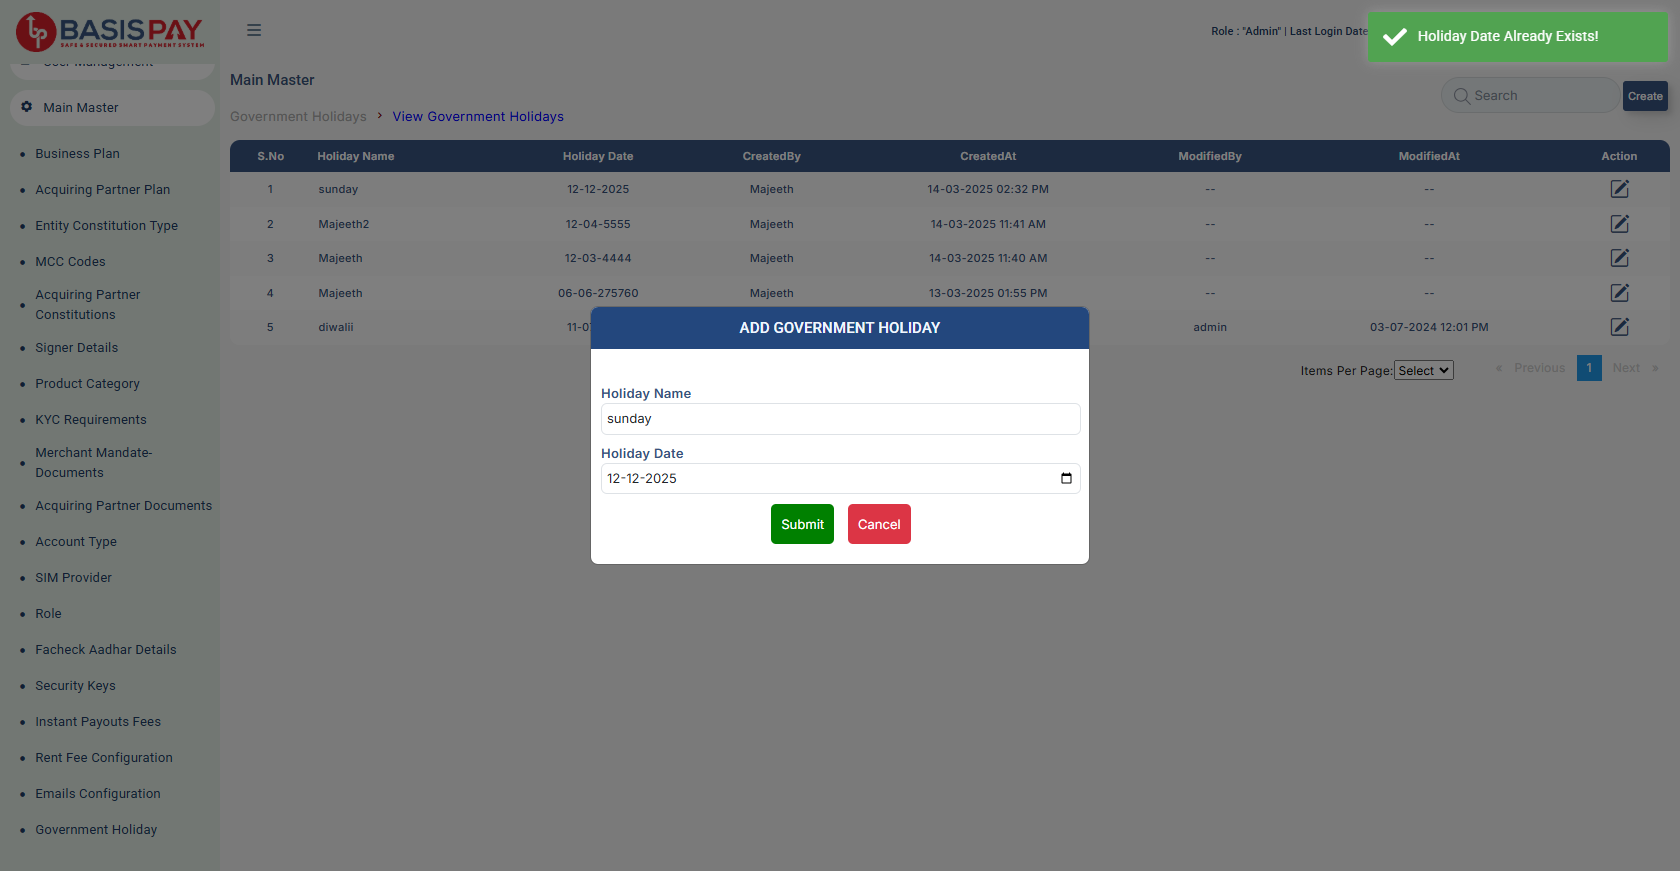 BASISPAY
SAFE & SECURED SMART PAYMENT SYSTEM
Role : "Admin" | Last Login Date
Holiday Date Already Exists!
User Management
Main Master
Business Plan
Acquiring Partner Plan
Entity Constitution Type
MCC Codes
Acquiring Partner
Constitutions
Signer Details
Product Category
KYC Requirements
Merchant Mandate-
Documents
Acquiring Partner Documents
Account Type
SIM Provider
Role
Facheck Aadhar Details
Security Keys
Instant Payouts Fees
Rent Fee Configuration
Emails Configuration
Government Holiday
Main Master
Search
Create
Government Holidays › View Government Holidays
S.No Holiday Name Holiday Date CreatedBy CreatedAt ModifiedBy ModifiedAt Action
1 sunday 12-12-2025 Majeeth 14-03-2025 02:32 PM -- --
2 Majeeth2 12-04-5555 Majeeth 14-03-2025 11:41 AM -- --
3 Majeeth 12-03-4444 Majeeth 14-03-2025 11:40 AM -- --
4 Majeeth 06-06-275760 Majeeth 13-03-2025 01:55 PM -- --
5 diwalii 11-0 admin 03-07-2024 12:01 PM
Items Per Page: Select « Previous 1 Next »
ADD GOVERNMENT HOLIDAY
Holiday Name
sunday
Holiday Date
12-12-2025
Submit Cancel